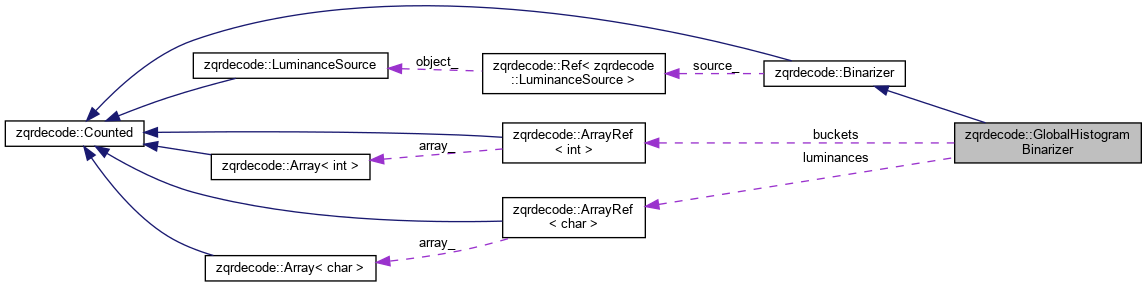 zqrdecode::LuminanceSource
object_
zqrdecode::Ref< zqrdecode
::LuminanceSource >
source_
zqrdecode::Binarizer
zqrdecode::Counted
zqrdecode::ArrayRef
< int >
buckets
zqrdecode::GlobalHistogram
Binarizer
array_
zqrdecode::Array< int >
luminances
zqrdecode::ArrayRef
< char >
array_
zqrdecode::Array< char >